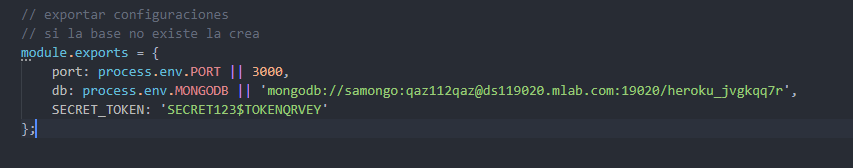 // exportar configuraciones
// si la base no existe la crea
module.exports = {
port: process.env.PORT || 3000,
db: process.env.MONGODB || 'mongodb://samongo:qaz112qaz@ds119020.mlab.com:19020/heroku_jvgkqq7r',
SECRET_TOKEN: 'SECRET123$TOKENQRVEY'
};